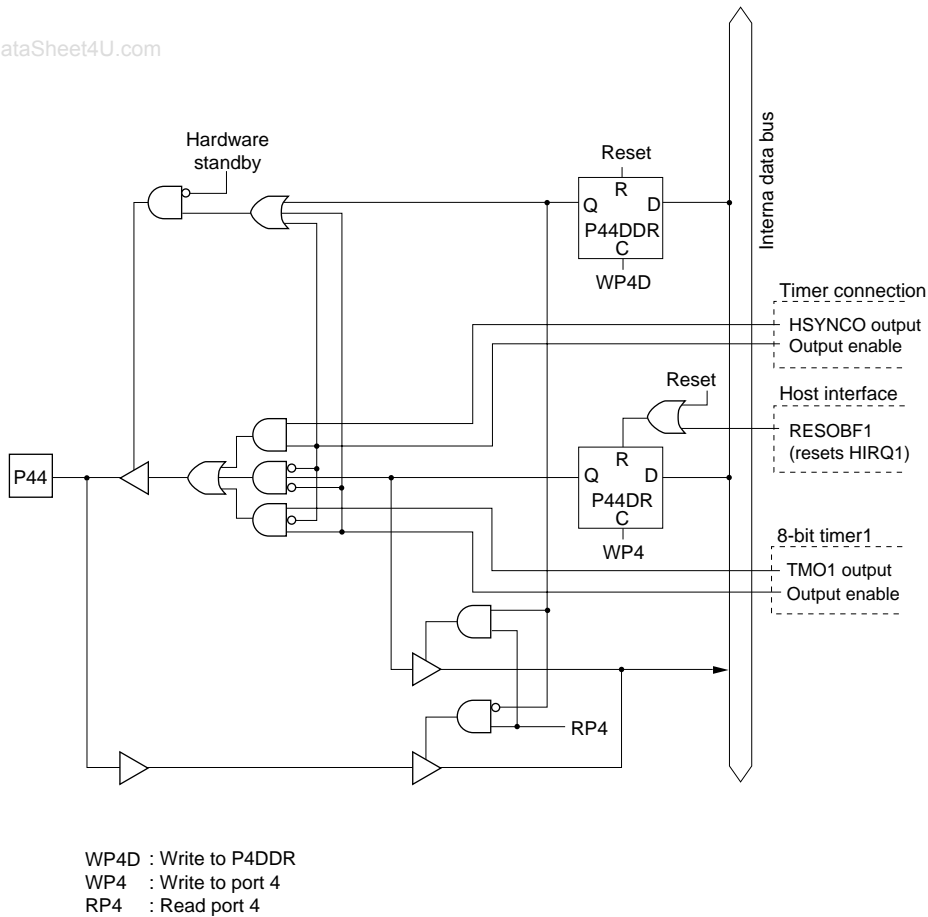 ataSheet4U.com
Hardware
standby
Reset
R
Q
D
P44DDR
C
WP4D
Interna data bus
Timer connection
HSYNCO output
Output enable
Reset
Host interface
RESOBF1
(resets HIRQ1)
R
Q
D
P44DR
C
WP4
P44
8-bit timer1
TMO1 output
Output enable
RP4
WP4D : Write to P4DDR
WP4 : Write to port 4
RP4 : Read port 4